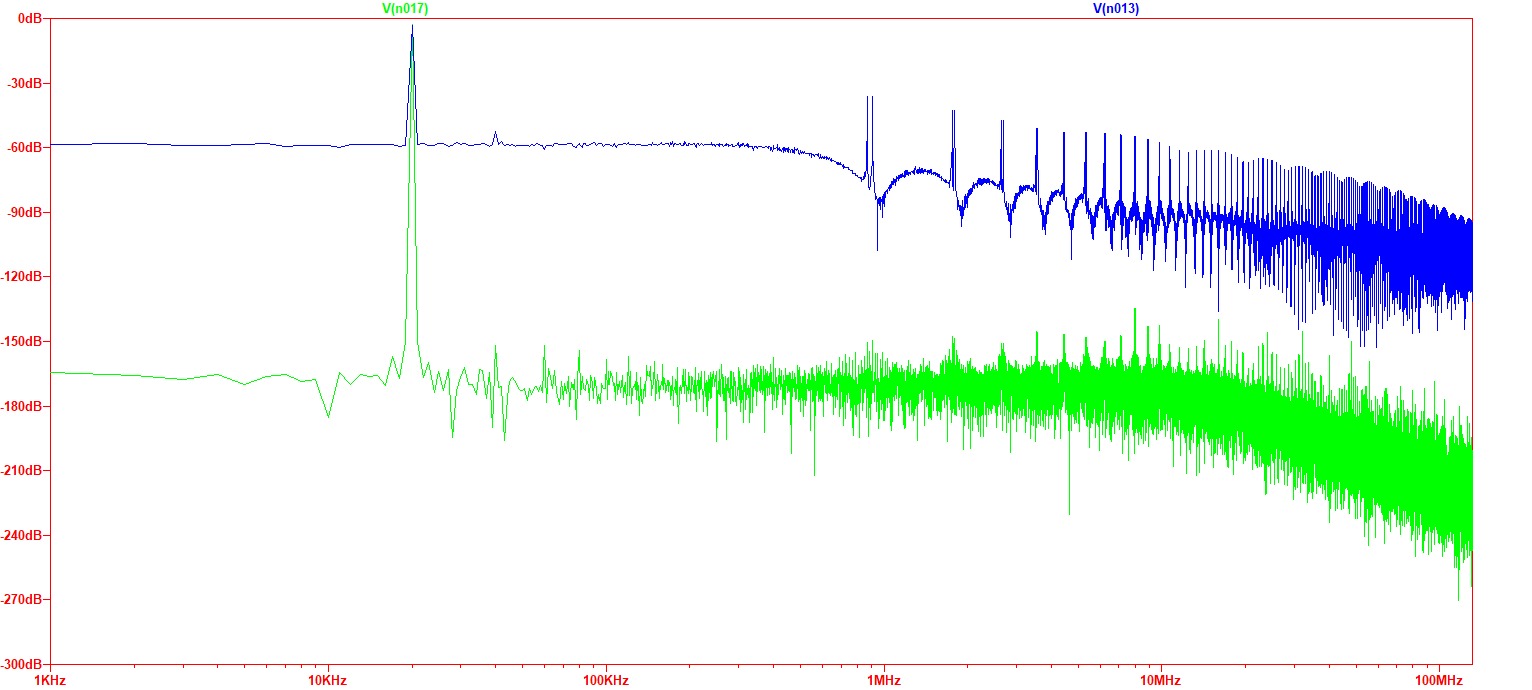 V(n017) V(n013)
0dB
-30dB
-60dB
-90dB
-120dB
-150dB
-180dB
-210dB
-240dB
-270dB
-300dB
1KHz 10KHz 100KHz 1MHz 10MHz 100MHz